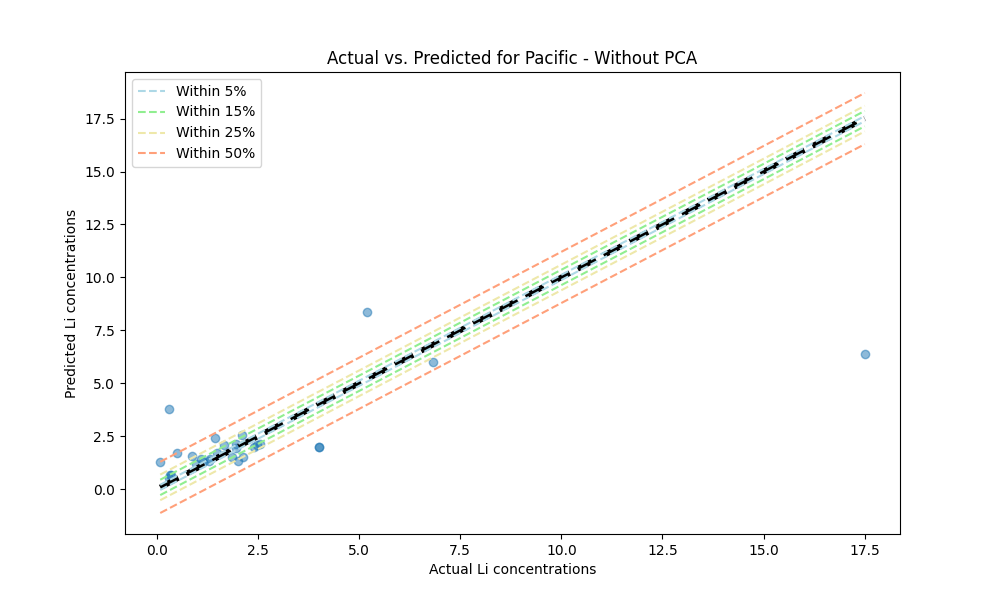 Actual vs. Predicted for Pacific - Without PCA
Within 5%
Within 15%
Within 25%
Within 50%
17.5
15.0
12.5
10.0
7.5
5.0
2.5
0.0
Predicted Li concentrations
0.0
2.5
5.0
7.5
10.0
12.5
15.0
17.5
Actual Li concentrations